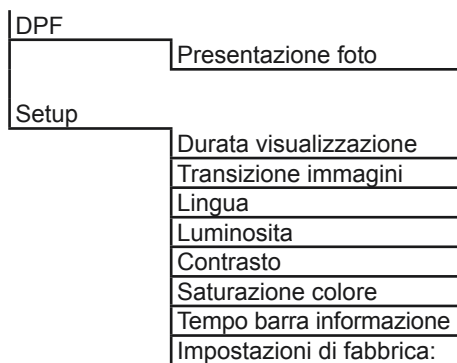 DPF
Presentazione foto
Setup
Durata visualizzazione
Transizione immagini
Lingua
Luminosita
Contrasto
Saturazione colore
Tempo barra informazione
Impostazioni di fabbrica: